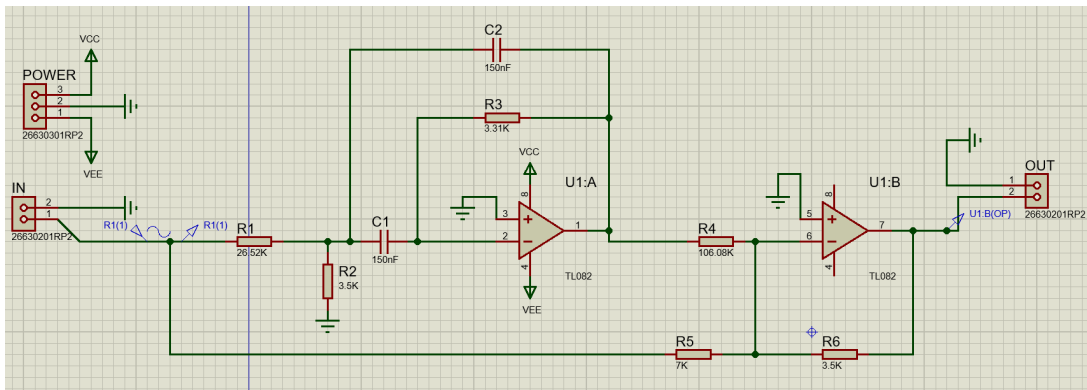 VCC
POWER
3
2
1
26630301RP2
VEE
IN
2
1
26630201RP2
R1(1)
R1(1)
R1
26.52K
R2
3.5K
C1
150nF
C2
150nF
R3
3.31K
VCC
U1:A
8
3
2
1
4
TL082
VEE
R4
106.08K
R5
7K
R6
3.5K
U1:B
8
5
6
7
4
TL082
U1:B(OP)
OUT
1
2
26630201RP2